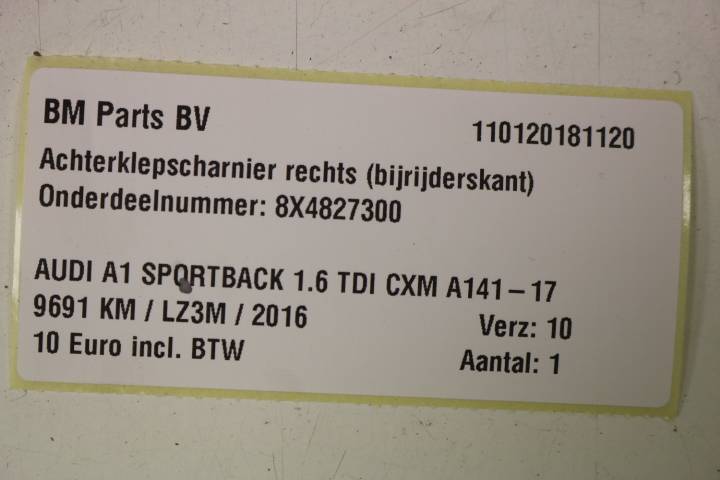 BM Parts BV
110120181120
Achterklepscharnier rechts (bijrijderskant)
Onderdeelnummer: 8X4827300
AUDI A1 SPORTBACK 1.6 TDI CXM A141-17
9691 KM / LZ3M / 2016
Verz: 10
10 Euro incl. BTW
Aantal: 1